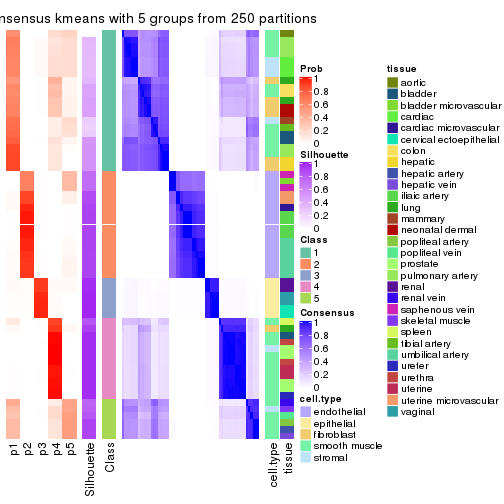 nsensus kmeans with 5 groups from 250 partitions
p1
p2
p3
p4
p5
Silhouette
Class
cell.type
tissue
Prob
1
0.8
0.6
0.4
0.2
0
Silhouette
1
0.8
0.6
0.4
0.2
0
Class
1
2
3
4
5
Consensus
1
0.8
0.6
0.4
0.2
0
cell.type
endothelial
epithelial
fibroblast
smooth muscle
stromal
tissue
aortic
bladder
bladder microvascular
cardiac
cardiac microvascular
cervical ectoepithelial
colon
hepatic
hepatic artery
hepatic vein
iliac artery
lung
mammary
neonatal dermal
popliteal artery
popliteal vein
prostate
pulmonary artery
renal
renal vein
saphenous vein
skeletal muscle
spleen
tibial artery
umbilical artery
ureter
urethra
uterine
uterine microvascular
vaginal